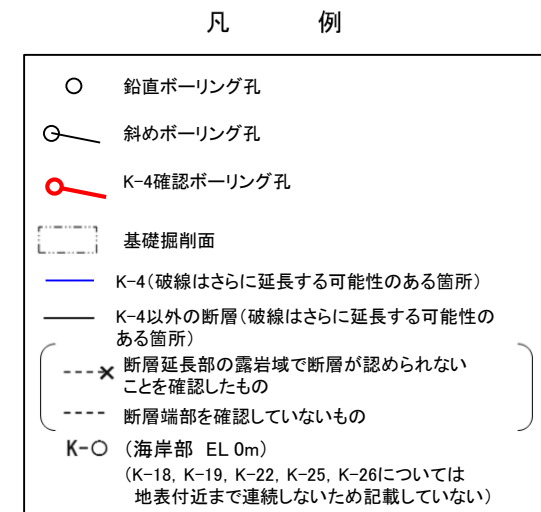 凡　　例
鉛直ボーリング孔
斜めボーリング孔
K-4確認ボーリング孔
基礎掘削面
K-4(破線はさらに延長する可能性のある箇所)
K-4以外の断層(破線はさらに延長する可能性の
ある箇所)
断層延長部の露岩域で断層が認められない
ことを確認したもの
断層端部を確認していないもの
K-○ (海岸部 EL 0m)
(K-18, K-19, K-22, K-25, K-26については
地表付近まで連続しないため記載していない)